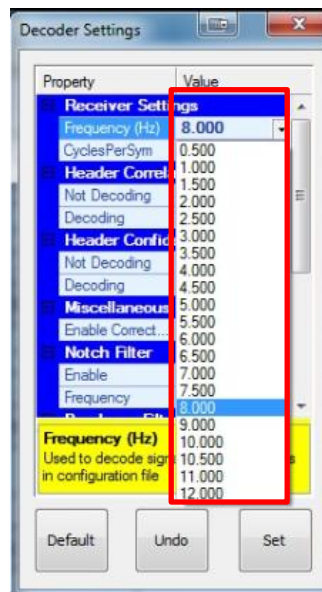 Decoder Settings
Property Value
Receiver Settings
Frequency (Hz) 8.000
CyclesPerSym 0.500
1.000
Header Correl
1.500
Not Decoding 2.000
Decoding 2.500
Header Confid 3.000
3.500
Not Decoding 4.000
Decoding 4.500
Miscellaneous 5.000
5.500
Enable Correct... 6.000
Notch Filter 6.500
Enable 7.000
7.500
Frequency 8.000
9.000
Frequency (Hz) 10.000
Used to decode sign 10.500 s
in configuration file 11.000
12.000
Default Undo Set